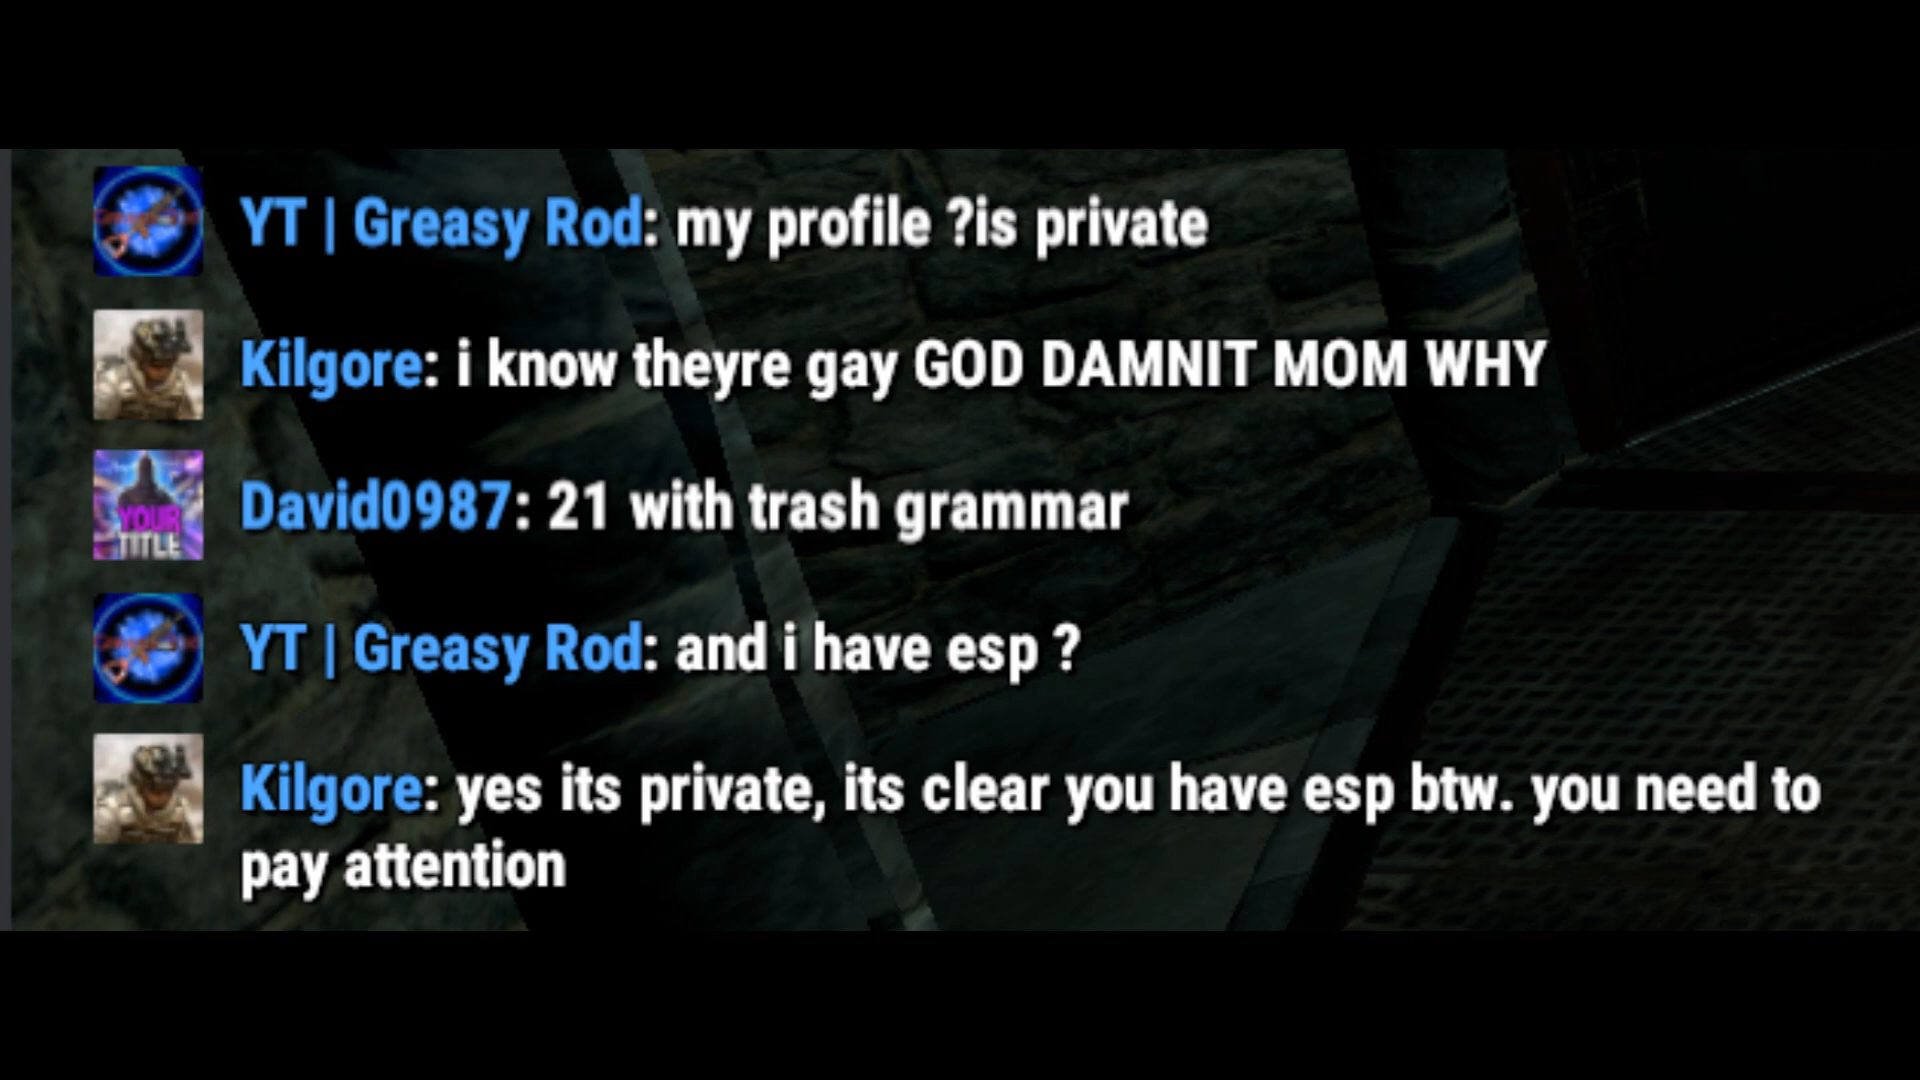 YT | Greasy Rod: my profile ?is private
Kilgore: i know theyre gay GOD DAMNIT MOM WHY
YOUR
TITLE
David0987: 21 with trash grammar
YT | Greasy Rod: and i have esp ?
Kilgore: yes its private, its clear you have esp btw. you need to
pay attention